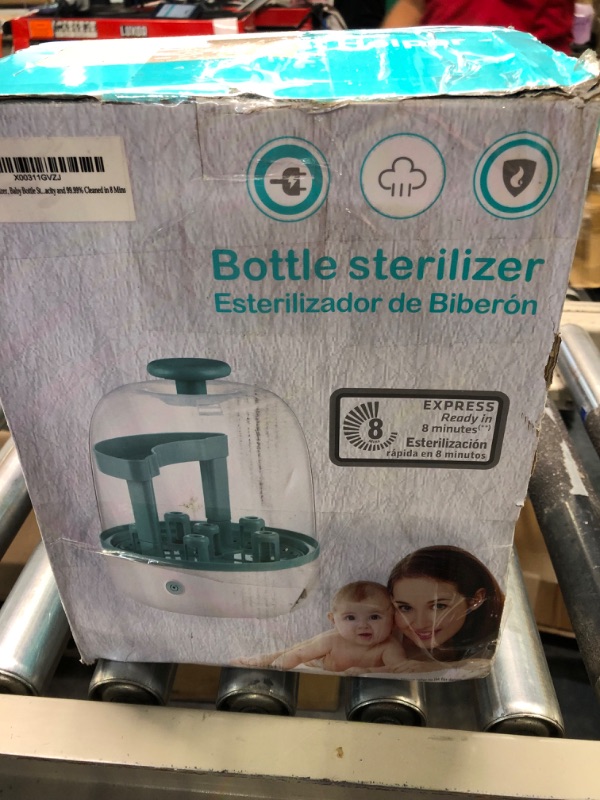 X00311GVZJ
izer, Baby Bottle St...acity and 99.99% Cleaned in 8 Mins
Bottle sterilizer
Esterilizador de Biberón
8
EXPRESS
Ready in
8 minutes(**)
Esterilización
rápida en 8 minutos